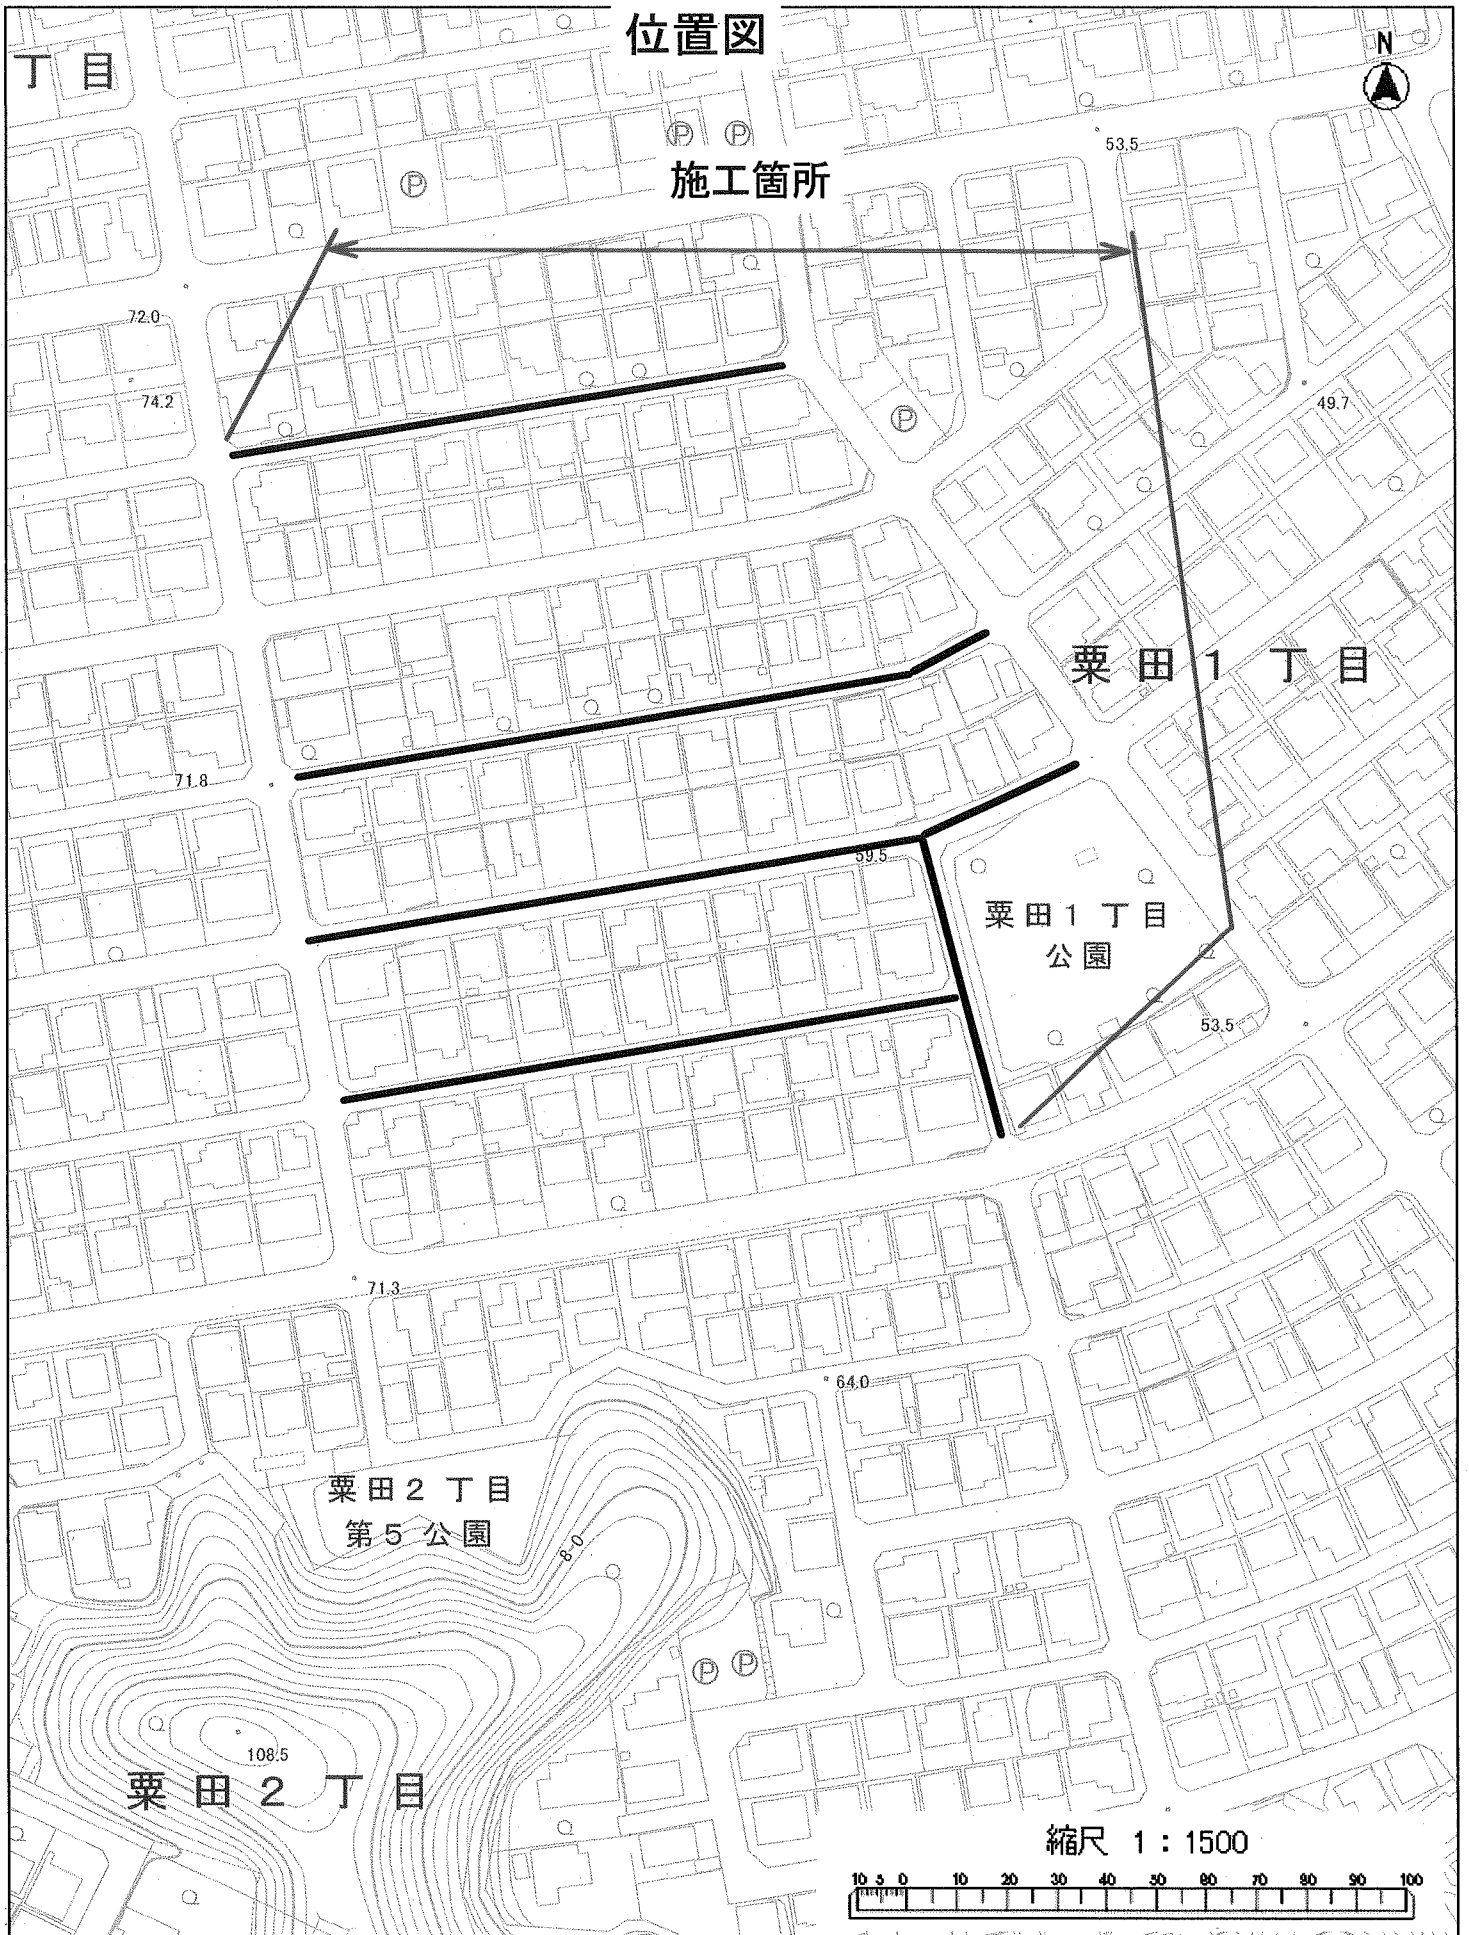 位置図
丁 目
N
P
P
53.5
施工箇所
P
72.0
74.2
49.7
P
粟 田 1 丁 目
71.8
59.5
粟 田 1 丁 目
公 園
53.5
71.3
64.0
粟 田 2 丁 目
第 5 公 園
8-0
P
P
108.5
粟 田 2 丁 目
縮尺 1：1500
10 5 0 10 20 30 40 50 60 70 80 90 100